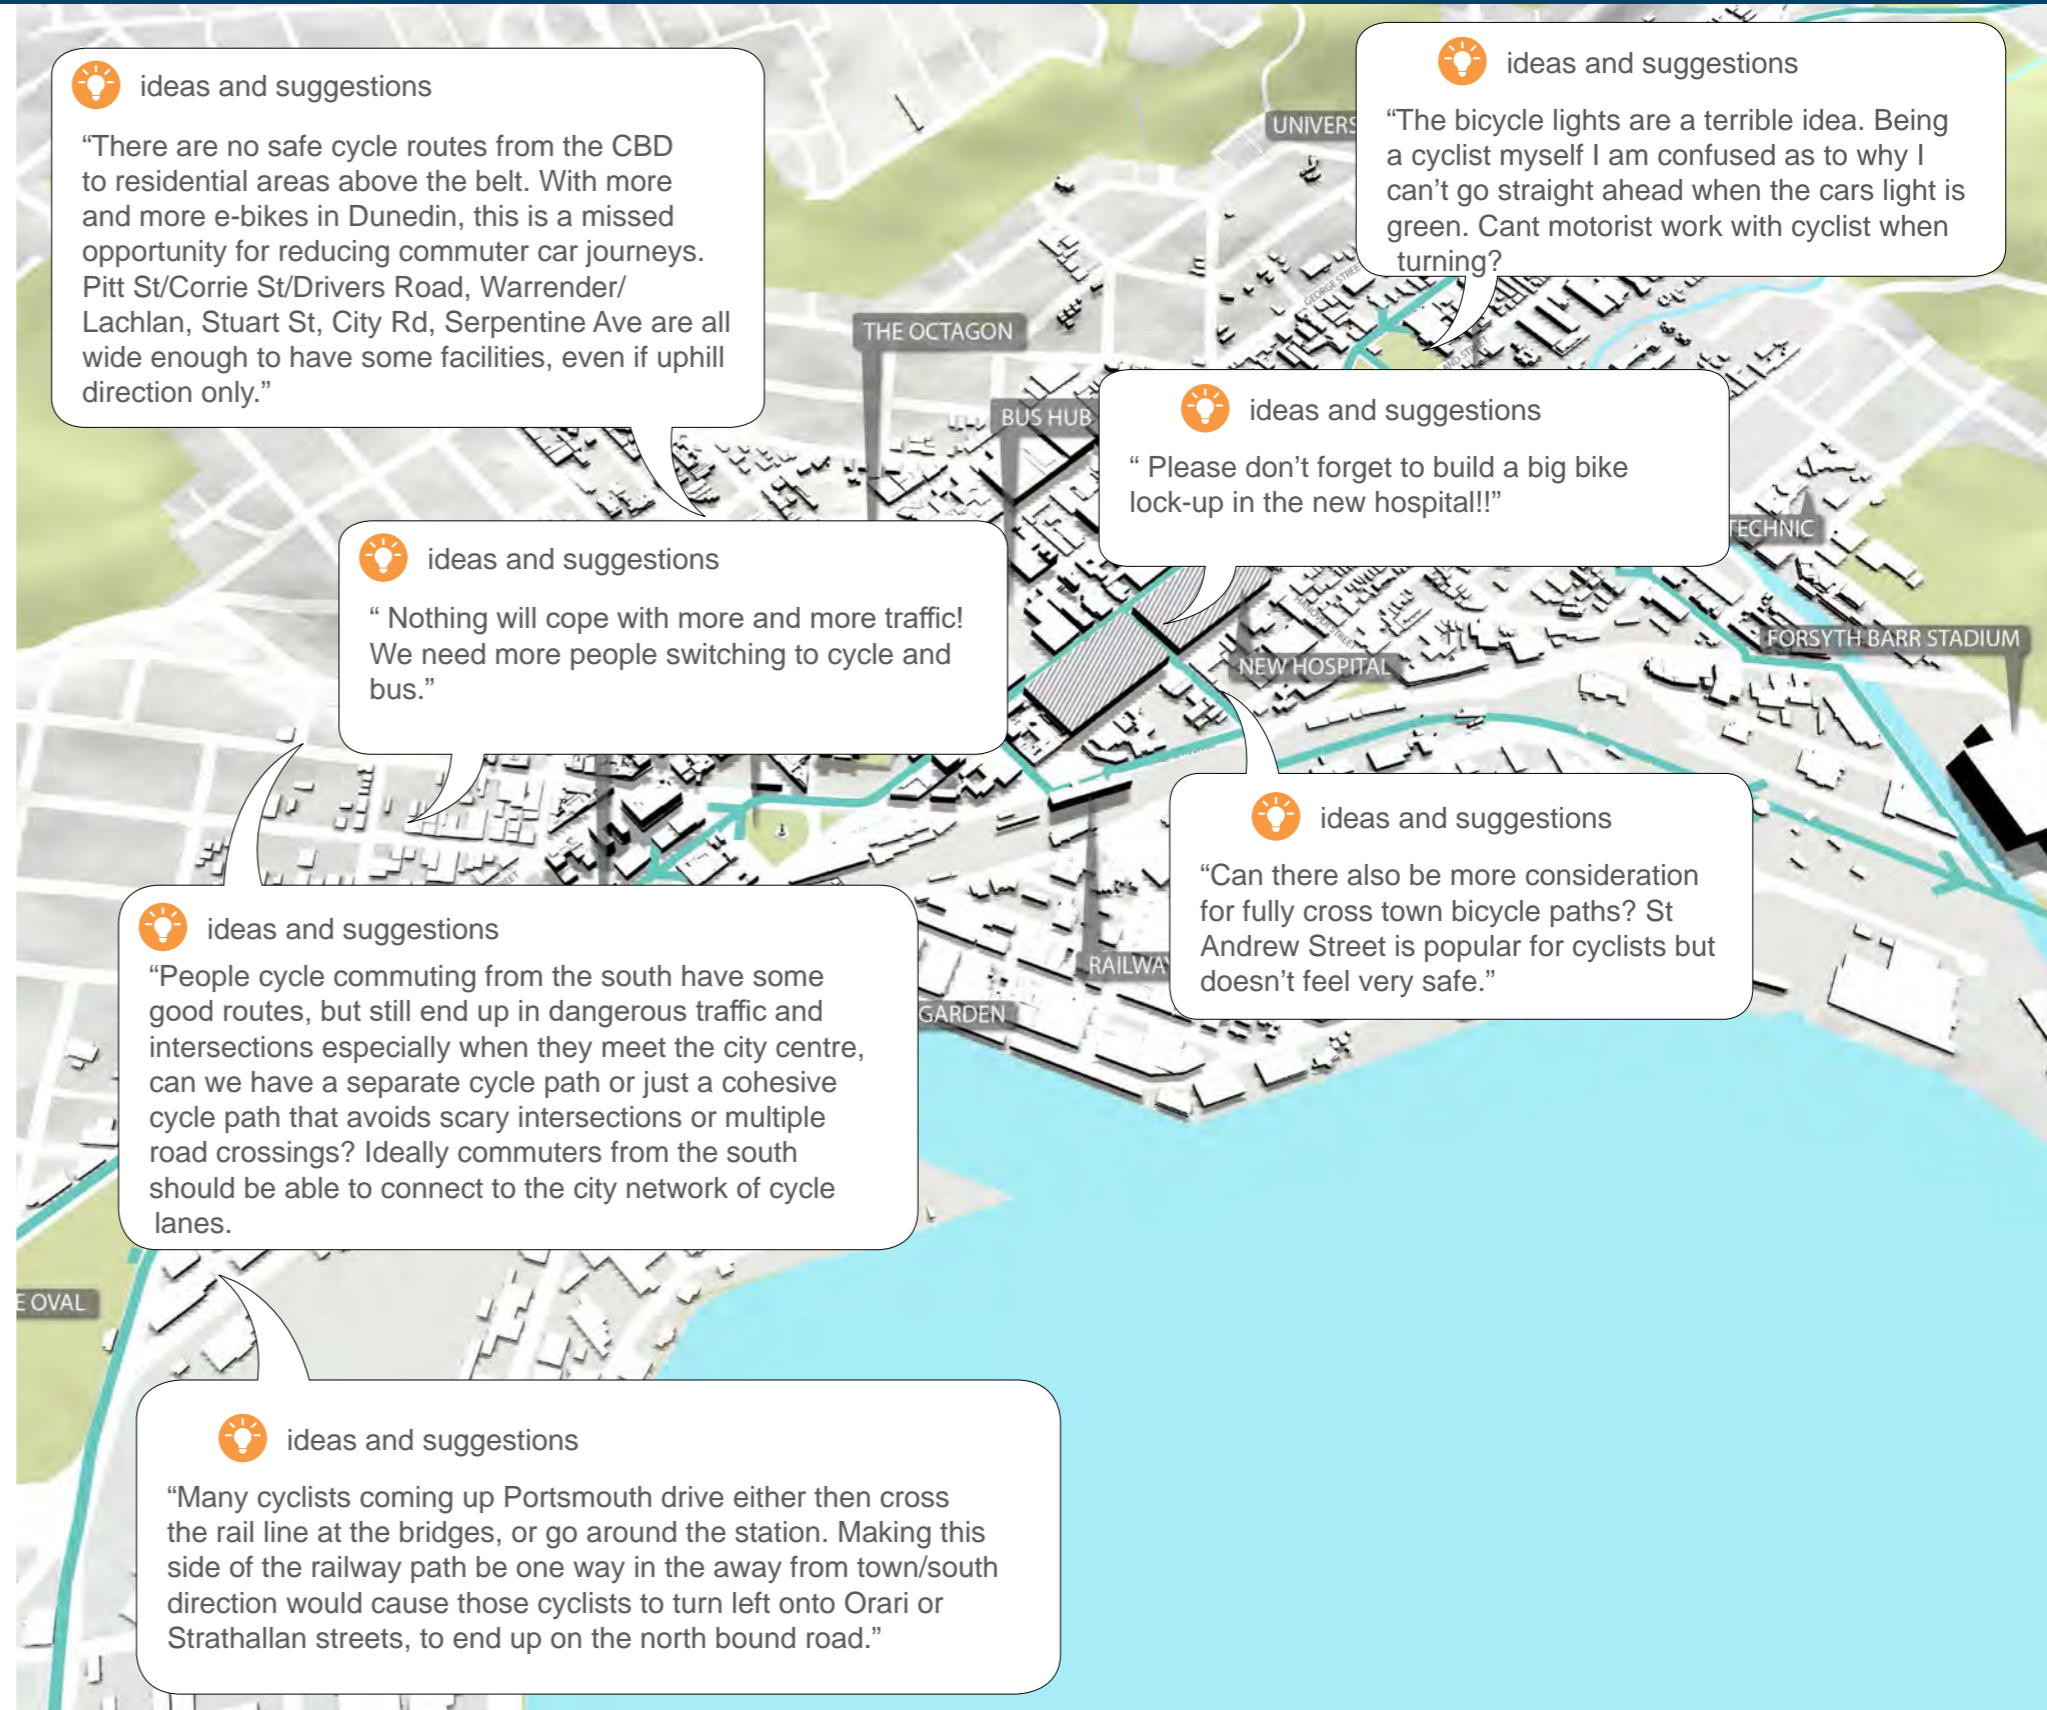 ideas and suggestions
“There are no safe cycle routes from the CBD
to residential areas above the belt. With more
and more e-bikes in Dunedin, this is a missed
opportunity for reducing commuter car journeys.
Pitt St/Corrie St/Drivers Road, Warrender/
Lachlan, Stuart St, City Rd, Serpentine Ave are all
wide enough to have some facilities, even if uphill
direction only.”
ideas and suggestions
“The bicycle lights are a terrible idea. Being
a cyclist myself I am confused as to why I
can’t go straight ahead when the cars light is
green. Cant motorist work with cyclist when
turning?
UNIVERS
GEORGE STREET
AND STREET
THE OCTAGON
BUS HUB
ideas and suggestions
“ Please don’t forget to build a big bike
lock-up in the new hospital!!”
TECHNIC
ideas and suggestions
“ Nothing will cope with more and more traffic!
We need more people switching to cycle and
bus.”
HANOVER STREET
NEW HOSPITAL
FORSYTH BARR STADIUM
ideas and suggestions
“Can there also be more consideration
for fully cross town bicycle paths? St
Andrew Street is popular for cyclists but
doesn’t feel very safe.”
ideas and suggestions
“People cycle commuting from the south have some
good routes, but still end up in dangerous traffic and
intersections especially when they meet the city centre,
can we have a separate cycle path or just a cohesive
cycle path that avoids scary intersections or multiple
road crossings? Ideally commuters from the south
should be able to connect to the city network of cycle
lanes.
RAILWA
GARDEN
E OVAL
ideas and suggestions
“Many cyclists coming up Portsmouth drive either then cross
the rail line at the bridges, or go around the station. Making this
side of the railway path be one way in the away from town/south
direction would cause those cyclists to turn left onto Orari or
Strathallan streets, to end up on the north bound road.”